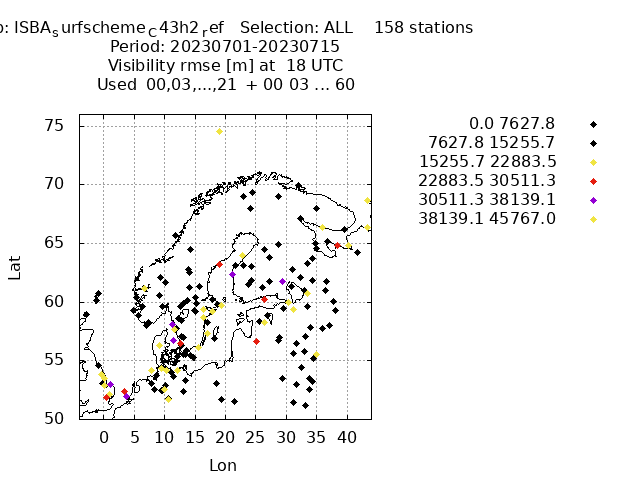 o: ISBAsurfschemeC43h2ref Selection: ALL 158 stations
Period: 20230701-20230715
Visibility rmse [m] at 18 UTC
Used 00,03,...,21 + 00 03 ... 60
0.0 7627.8
7627.8 15255.7
15255.7 22883.5
22883.5 30511.3
30511.3 38139.1
38139.1 45767.0
75
70
65
60
55
50
Lat
0 5 10 15 20 25 30 35 40
Lon